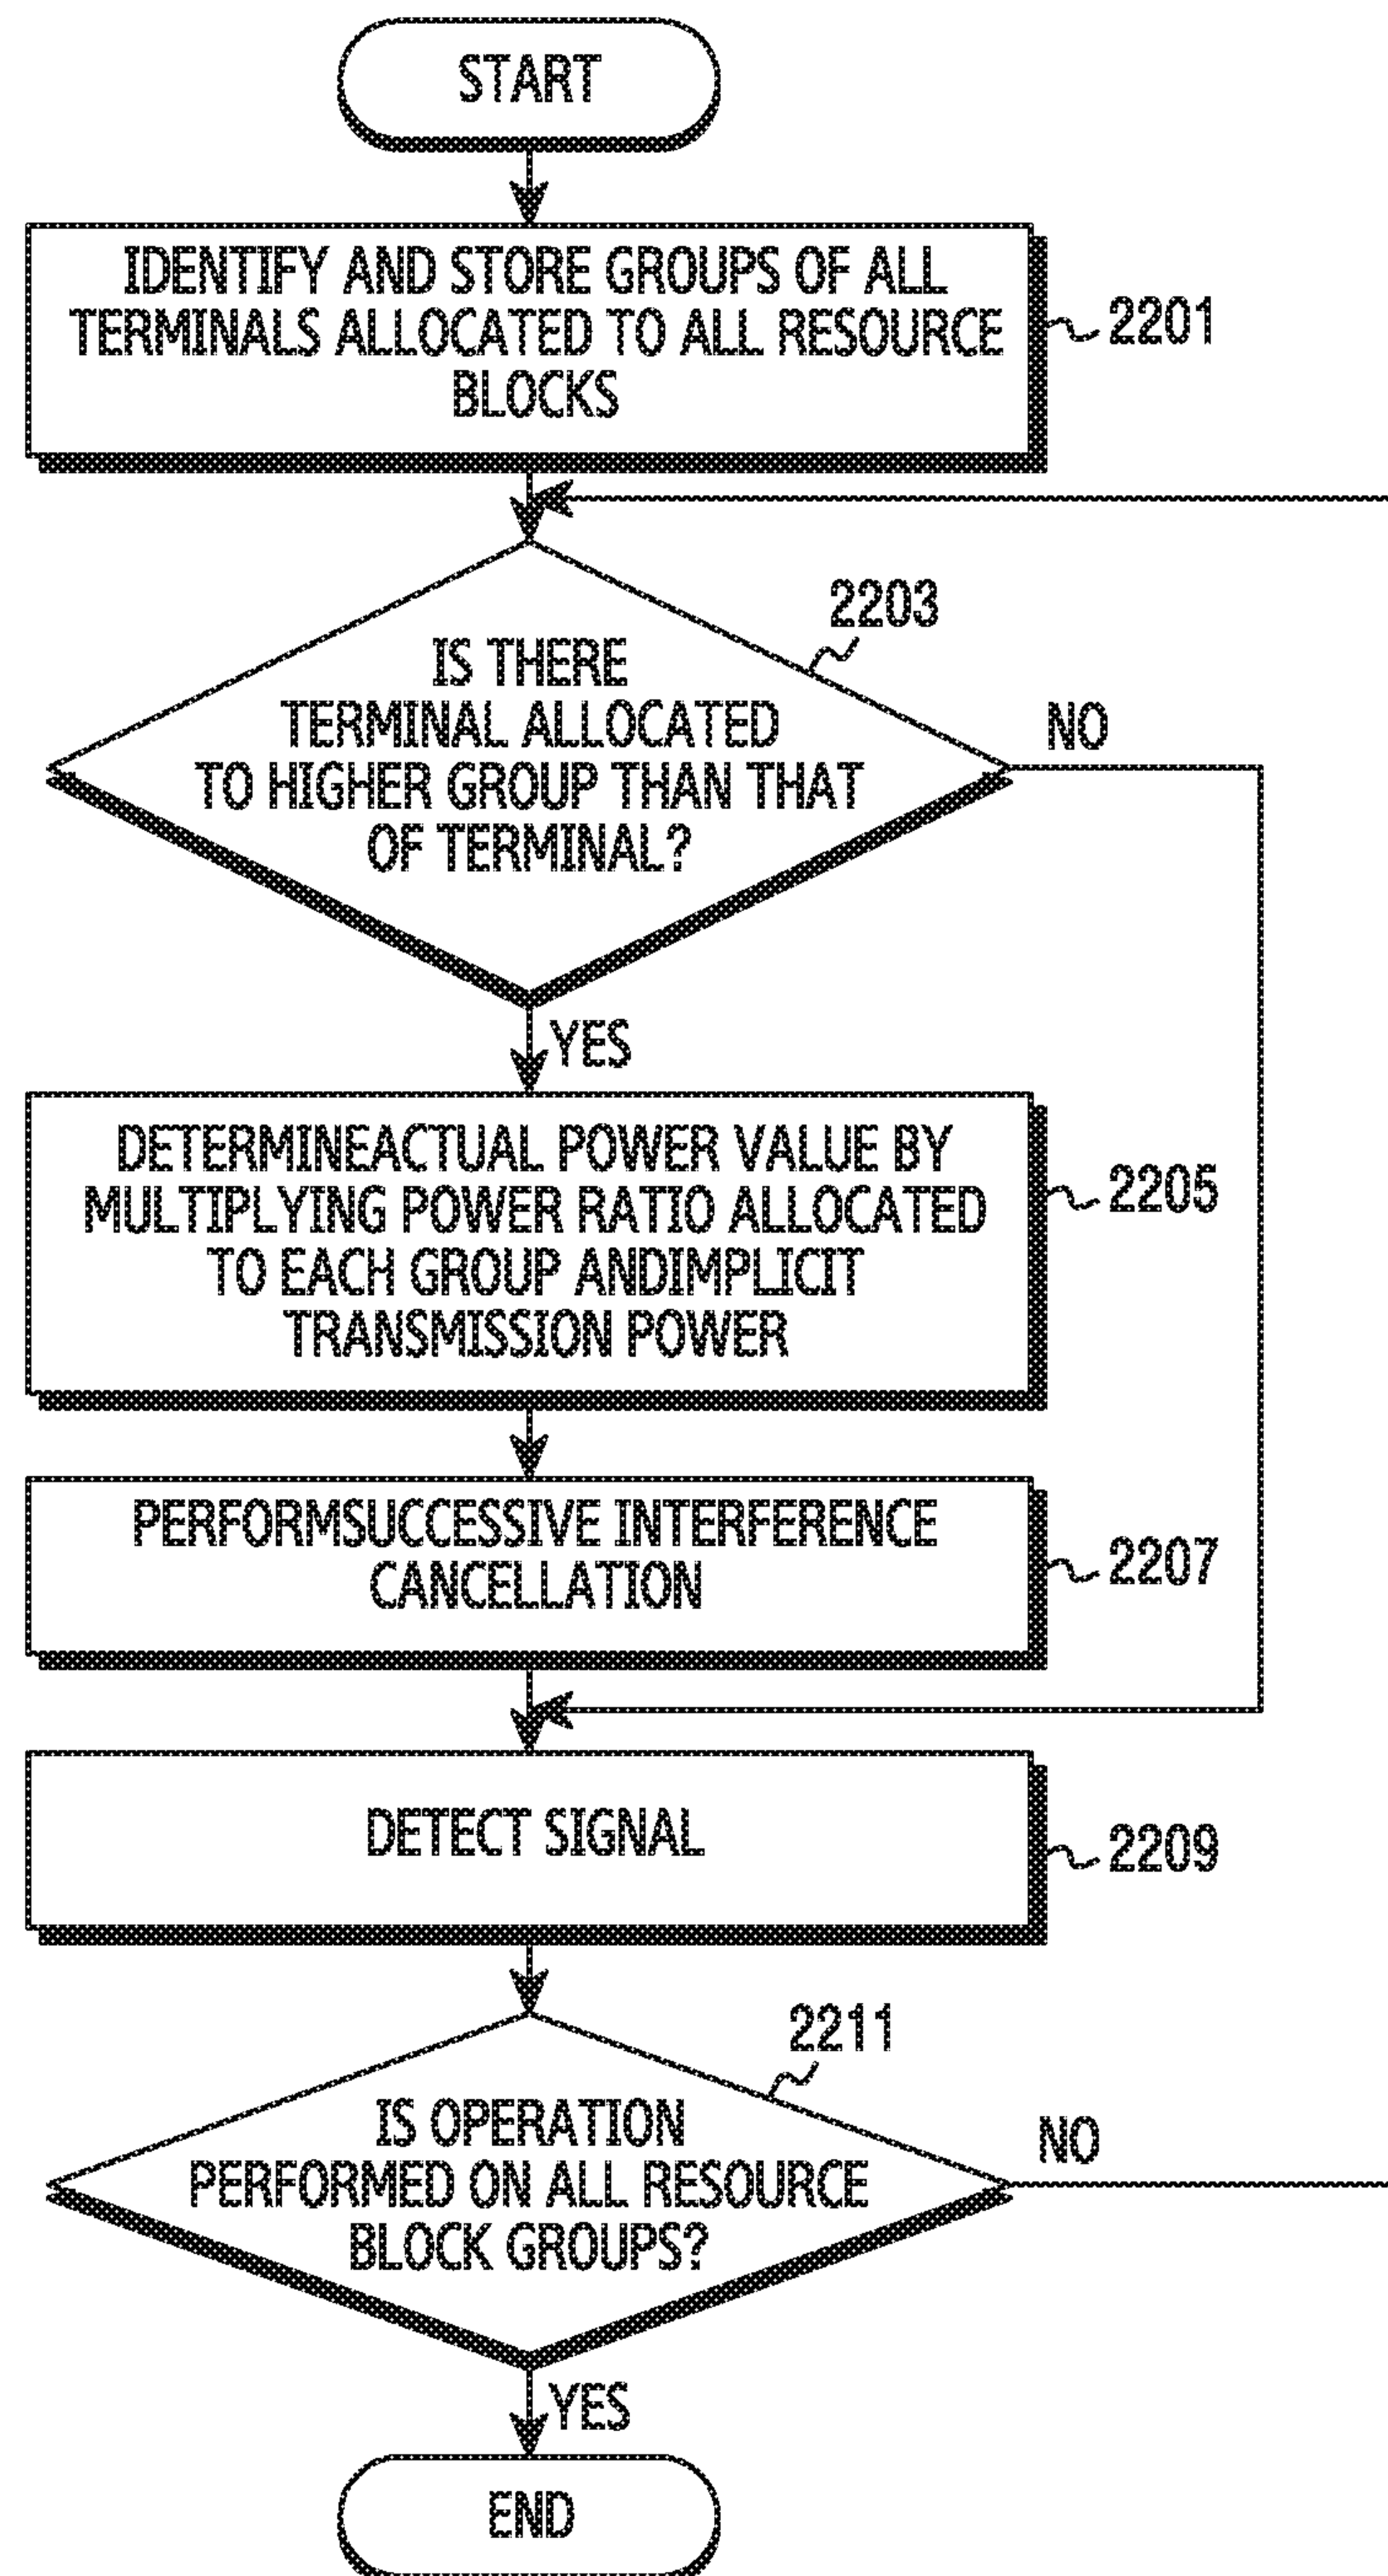 START
IDENTIFY AND STORE GROUPS OF ALL
TERMINALS ALLOCATED TO ALL RESOURCE
BLOCKS
2201
2203
IS THERE
TERMINAL ALLOCATED
TO HIGHER GROUP THAN THAT
OF TERMINAL?
NO
YES
DETERMINEACTUAL POWER VALUE BY
MULTIPLYING POWER RATIO ALLOCATED
TO EACH GROUP ANDIMPLICIT
TRANSMISSION POWER
2205
PERFORMSUCCESSIVE INTERFERENCE
CANCELLATION
2207
DETECT SIGNAL
2209
2211
IS OPERATION
PERFORMED ON ALL RESOURCE
BLOCK GROUPS?
NO
YES
END